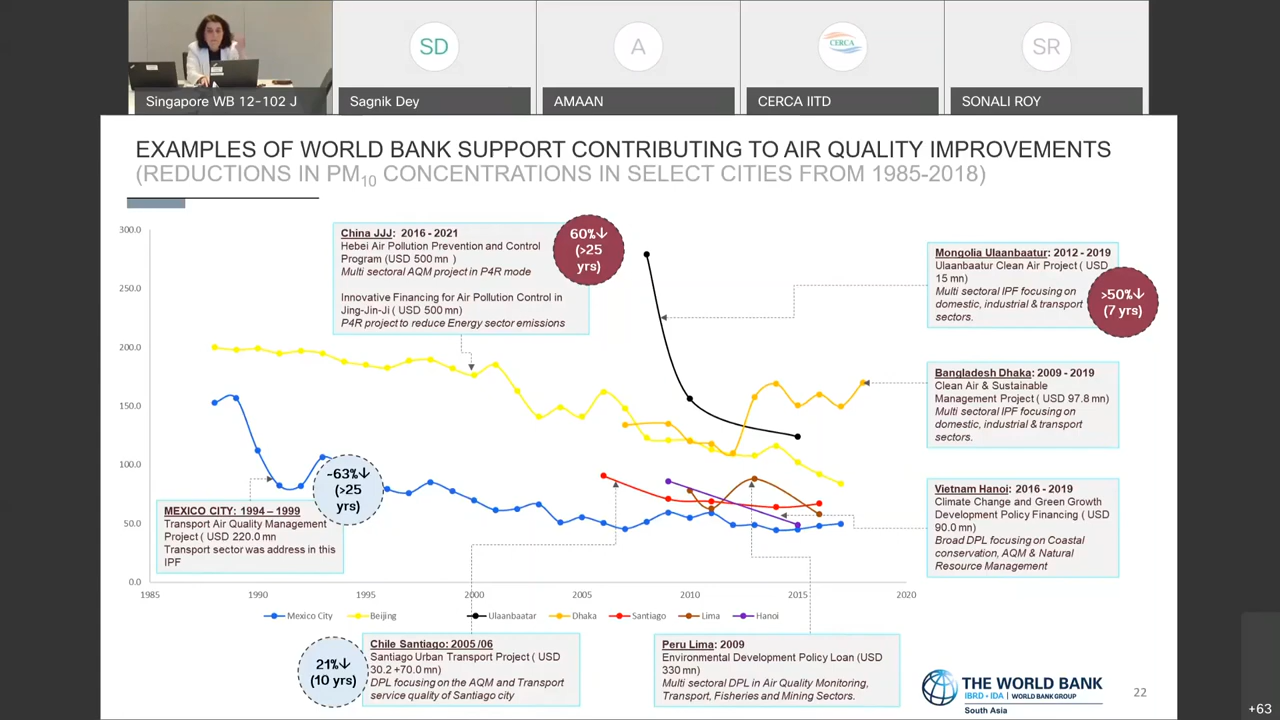 SD
A
CERCA
SR
Singapore WB 12-102 J
Sagnik Dey
AMAAN
CERCA IITD
SONALI ROY
EXAMPLES OF WORLD BANK SUPPORT CONTRIBUTING TO AIR QUALITY IMPROVEMENTS
(REDUCTIONS IN PM10 CONCENTRATIONS IN SELECT CITIES FROM 1985-2018)
300.0
250.0
200.0
150.0
100.0
50.0
0.0
1985
1990
1995
2000
2005
2010
2015
2020
China JJJ: 2016 - 2021
Hebei Air Pollution Prevention and Control
Program (USD 500 mn )
Multi sectoral AQM project in P4R mode
Innovative Financing for Air Pollution Control in
Jing-Jin-Ji ( USD 500 mn)
P4R project to reduce Energy sector emissions
60%↓
(>25
yrs)
Mongolia Ulaanbaatur: 2012 - 2019
Ulaanbaatur Clean Air Project ( USD
15 mn)
Multi sectoral IPF focusing on
domestic, industrial & transport
sectors.
>50%↓
(7 yrs)
Bangladesh Dhaka: 2009 - 2019
Clean Air & Sustainable
Management Project ( USD 97.8 mn)
Multi sectoral IPF focusing on
domestic, industrial & transport
sectors.
Vietnam Hanoi: 2016 - 2019
Climate Change and Green Growth
Development Policy Financing ( USD
90.0 mn)
Broad DPL focusing on Coastal
conservation, AQM & Natural
Resource Management
MEXICO CITY: 1994 – 1999
Transport Air Quality Management
Project ( USD 220.0 mn
Transport sector was address in this
IPF
~63%↓
(>25
yrs)
Mexico City
Beijing
Ulaanbaatar
Dhaka
Santiago
Lima
Hanoi
21%↓
(10 yrs)
Chile Santiago: 2005 /06
Santiago Urban Transport Project ( USD
30.2 +70.0 mn)
DPL focusing on the AQM and Transport
service quality of Santiago city
Peru Lima: 2009
Environmental Development Policy Loan (USD
330 mn)
Multi sectoral DPL in Air Quality Monitoring,
Transport, Fisheries and Mining Sectors.
THE WORLD BANK
IBRD • IDA | WORLD BANK GROUP
South Asia
22
+63